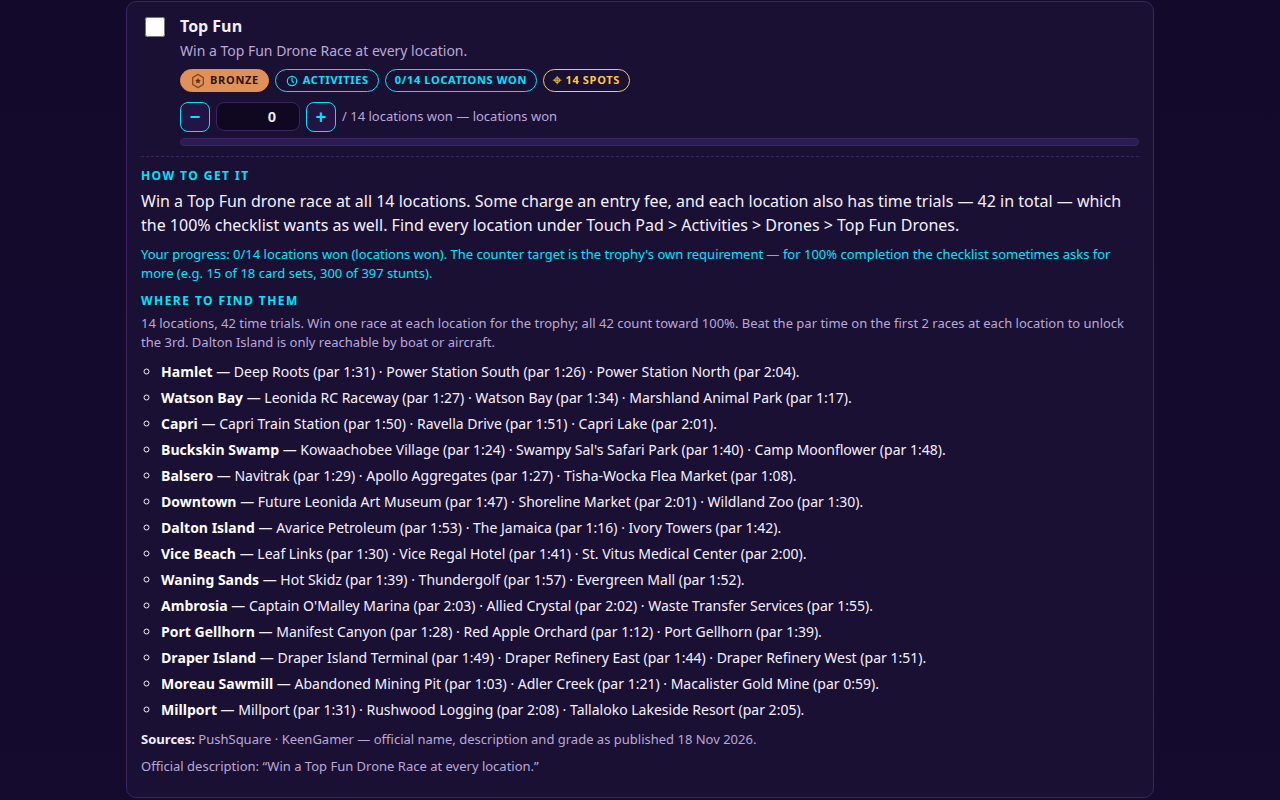 Top Fun
Win a Top Fun Drone Race at every location.
BRONZE ACTIVITIES 0/14 LOCATIONS WON ⌖ 14 SPOTS
− 0 + / 14 locations won — locations won
HOW TO GET IT
Win a Top Fun drone race at all 14 locations. Some charge an entry fee, and each location also has time trials — 42 in total — which
the 100% checklist wants as well. Find every location under Touch Pad > Activities > Drones > Top Fun Drones.
Your progress: 0/14 locations won (locations won). The counter target is the trophy's own requirement — for 100% completion the checklist sometimes asks for
more (e.g. 15 of 18 card sets, 300 of 397 stunts).
WHERE TO FIND THEM
14 locations, 42 time trials. Win one race at each location for the trophy; all 42 count toward 100%. Beat the par time on the first 2 races at each location to unlock
the 3rd. Dalton Island is only reachable by boat or aircraft.
Hamlet — Deep Roots (par 1:31) · Power Station South (par 1:26) · Power Station North (par 2:04).
Watson Bay — Leonida RC Raceway (par 1:27) · Watson Bay (par 1:34) · Marshland Animal Park (par 1:17).
Capri — Capri Train Station (par 1:50) · Ravella Drive (par 1:51) · Capri Lake (par 2:01).
Buckskin Swamp — Kowaachobee Village (par 1:24) · Swampy Sal's Safari Park (par 1:40) · Camp Moonflower (par 1:48).
Balsero — Navitrak (par 1:29) · Apollo Aggregates (par 1:27) · Tisha-Wocka Flea Market (par 1:08).
Downtown — Future Leonida Art Museum (par 1:47) · Shoreline Market (par 2:01) · Wildland Zoo (par 1:30).
Dalton Island — Avarice Petroleum (par 1:53) · The Jamaica (par 1:16) · Ivory Towers (par 1:42).
Vice Beach — Leaf Links (par 1:30) · Vice Regal Hotel (par 1:41) · St. Vitus Medical Center (par 2:00).
Waning Sands — Hot Skidz (par 1:39) · Thundergolf (par 1:57) · Evergreen Mall (par 1:52).
Ambrosia — Captain O'Malley Marina (par 2:03) · Allied Crystal (par 2:02) · Waste Transfer Services (par 1:55).
Port Gellhorn — Manifest Canyon (par 1:28) · Red Apple Orchard (par 1:12) · Port Gellhorn (par 1:39).
Draper Island — Draper Island Terminal (par 1:49) · Draper Refinery East (par 1:44) · Draper Refinery West (par 1:51).
Moreau Sawmill — Abandoned Mining Pit (par 1:03) · Adler Creek (par 1:21) · Macalister Gold Mine (par 0:59).
Millport — Millport (par 1:31) · Rushwood Logging (par 2:08) · Tallaloko Lakeside Resort (par 2:05).
Sources: PushSquare · KeenGamer — official name, description and grade as published 18 Nov 2026.
Official description: “Win a Top Fun Drone Race at every location.”